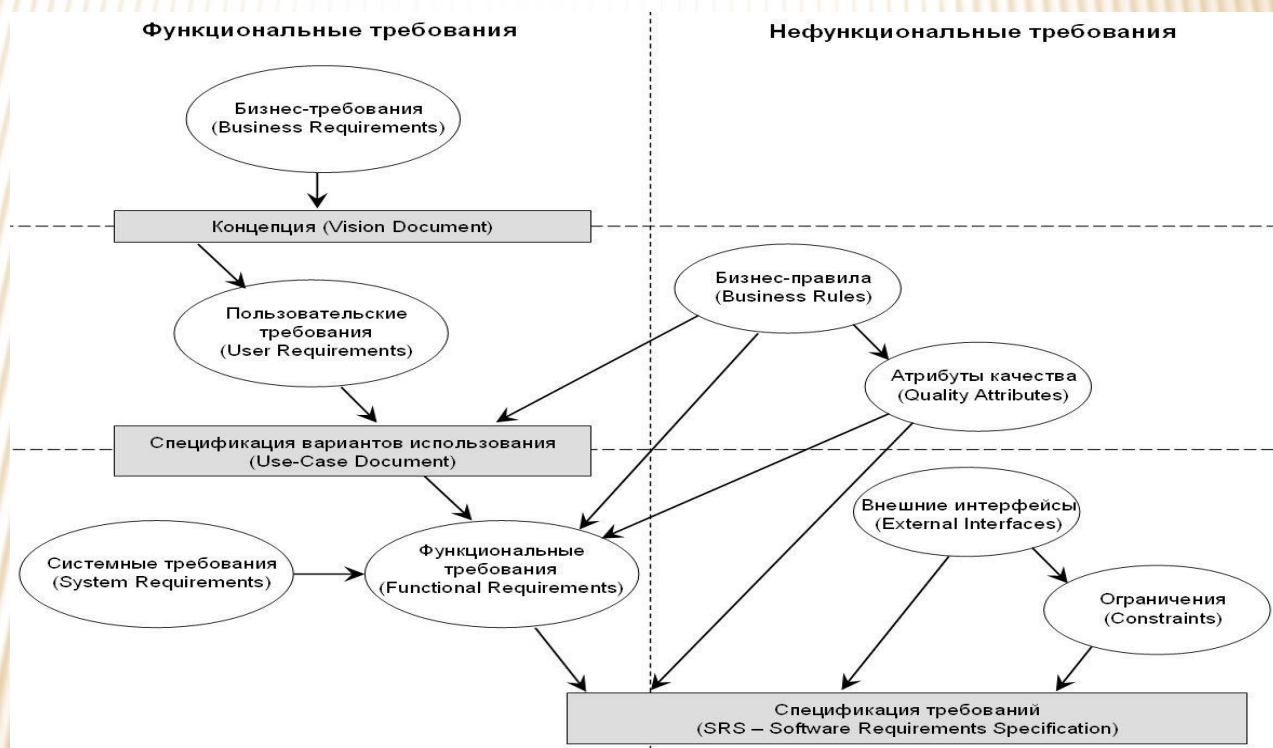 Функциональные требования
Нефункциональные требования
Бизнес-требования
(Business Requirements)
Концепция (Vision Document)
Бизнес-правила
(Business Rules)
Пользовательские
требования
(User Requirements)
Атрибуты качества
(Quality Attributes)
Спецификация вариантов использования
(Use-Case Document)
Внешние интерфейсы
(External Interfaces)
Системные требования
(System Requirements)
Функциональные
требования
(Functional Requirements)
Ограничения
(Constraints)
Спецификация требований
(SRS – Software Requirements Specification)